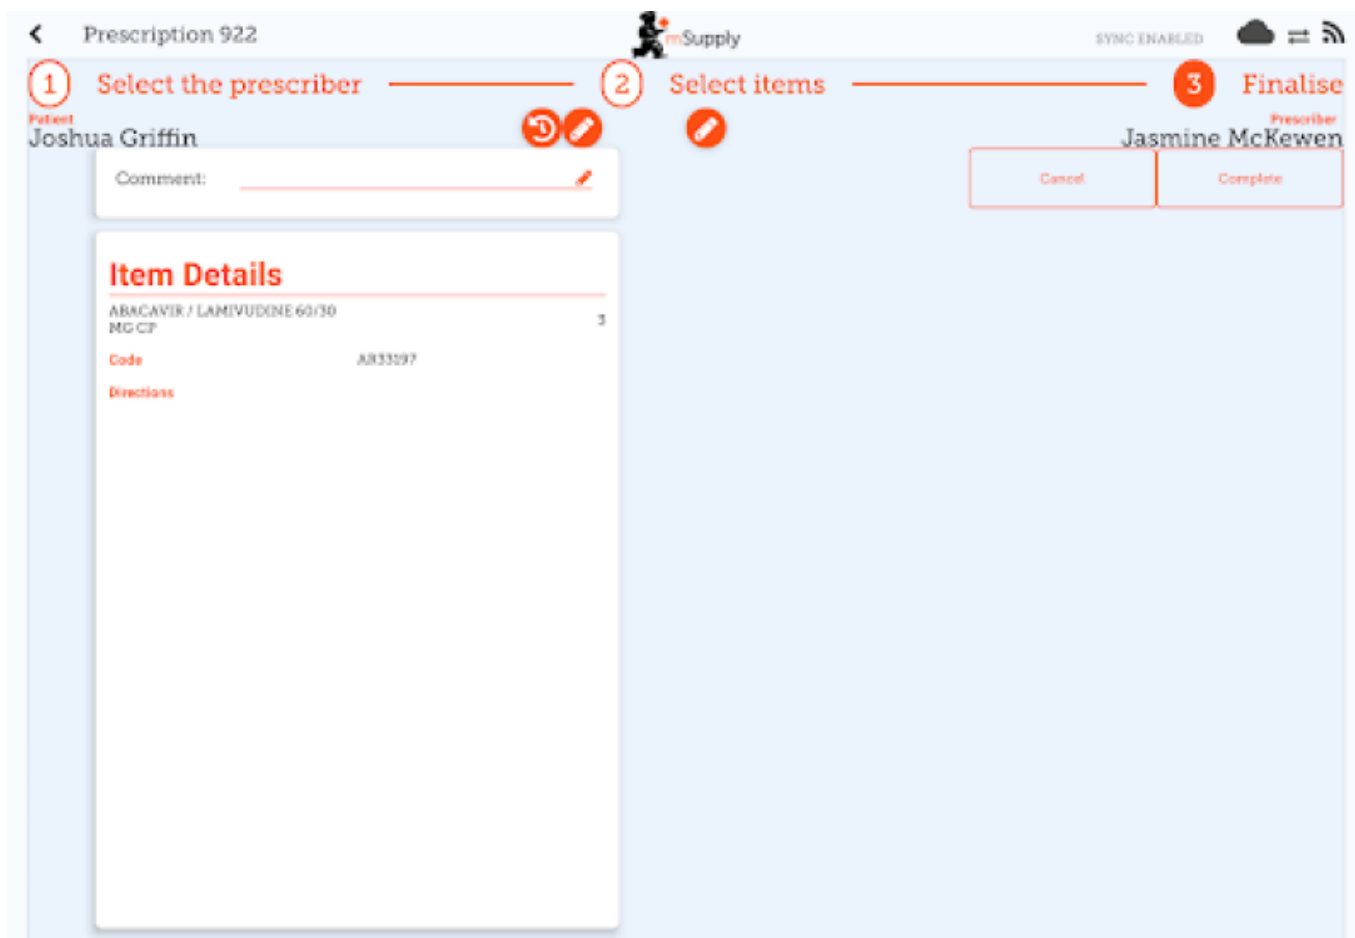 Prescription 922
mSupply
SYNC ENABLED
1 Select the prescriber
2 Select items
3 Finalise
Patient
Joshua Griffin
Prescriber
Jasmine McKewen
Comment:
Cancel
Complete
Item Details
ABACAVIR / LAMIVUDINE 60/30
MG CP
3
Code
AR33197
Directions